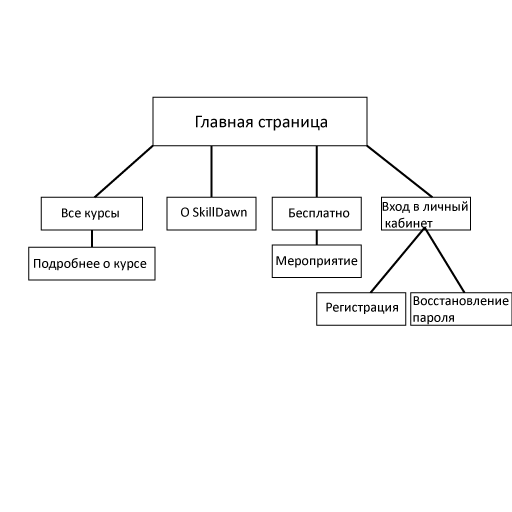 Главная страница
Все курсы
О SkillDawn
Бесплатно
Вход в личный
кабинет
Подробнее о курсе
Мероприятие
Регистрация
Восстановление
пароля